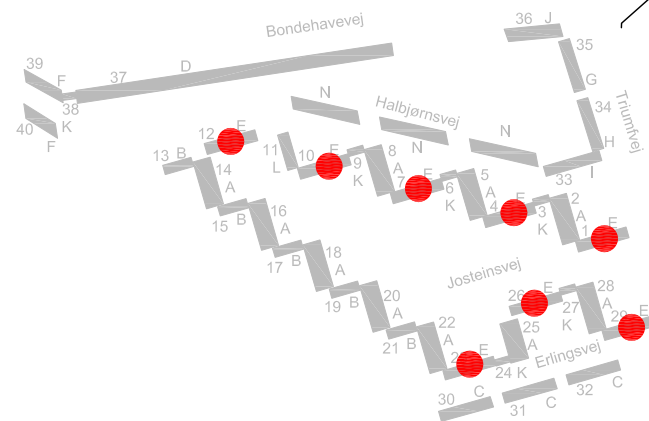 Bondehavevej
36 J
39 F 37 D
35
38
G
40 K
F
N
Halbjørnsvej
34
Triumfvej
N
N
H
I
33
12 E
13 B
11
L
10 E
9
K
8
A
7 E
6
K
5
A
4 E
3
K
2
A
1 E
14
A
15 B
16
A
17 B
18
A
19 B
20
A
21 B
22
A
Josteinsvej
26 E
27
K
28
A
29 E
25
A
E
24 K
Erlingsvej
30 C
31 C
32 C